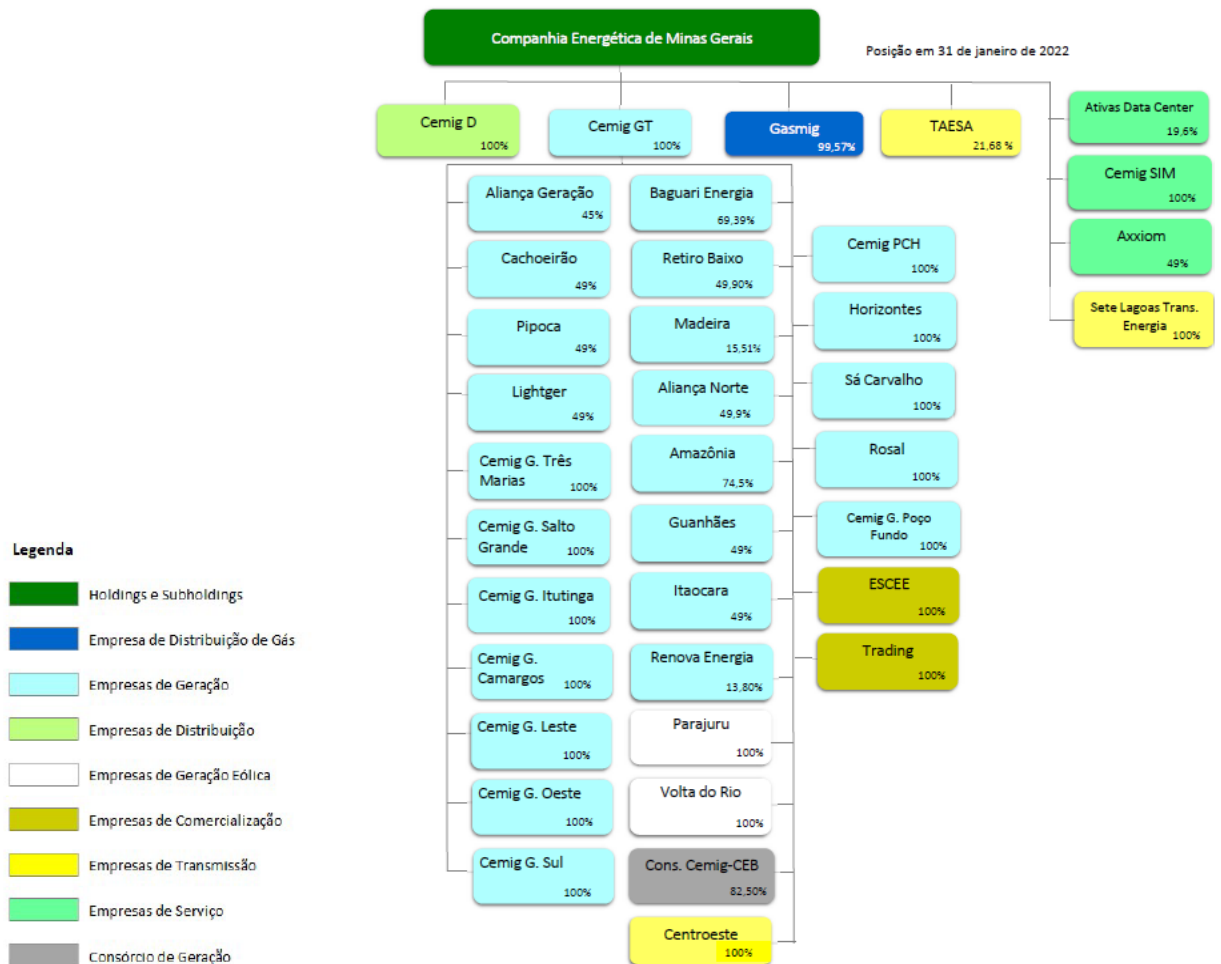 Companhia Energética de Minas Gerais
Posição em 31 de janeiro de 2022
Cemig D
100%
Cemig GT
100%
Gasmig
99,57%
TAESA
21,68 %
Ativas Data Center
19,6%
Cemig SIM
100%
Axxiom
49%
Sete Lagoas Trans.
Energia 100%
Aliança Geração
45%
Cachoeirão
49%
Pipoca
49%
Lightger
49%
Cemig G. Três
Marias 100%
Cemig G. Salto
Grande 100%
Cemig G. Itutinga
100%
Cemig G.
Camargos 100%
Cemig G. Leste
100%
Cemig G. Oeste
100%
Cemig G. Sul
100%
Baguari Energia
69,39%
Retiro Baixo
49,90%
Madeira
15,51%
Aliança Norte
49,9%
Amazônia
74,5%
Guanhães
49%
Itaocara
49%
Renova Energia
13,80%
Parajuru
100%
Volta do Rio
100%
Cons. Cemig-CEB
82,50%
Centroeste
100%
Cemig PCH
100%
Horizontes
100%
Sá Carvalho
100%
Rosal
100%
Cemig G. Poço
Fundo 100%
ESCEE
100%
Trading
100%
Legenda
Holdings e Subholdings
Empresa de Distribuição de Gás
Empresas de Geração
Empresas de Distribuição
Empresas de Geração Eólica
Empresas de Comercialização
Empresas de Transmissão
Empresas de Serviço
Consórcio de Geração